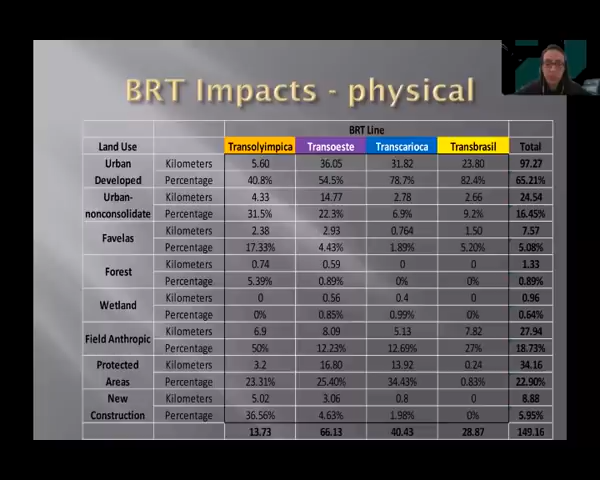 BRT Impacts - physical
BRT Line
Land Use Transolyimpica Transoeste Transcarioca Transbrasil Total
Urban Kilometers 5.60 36.05 31.82 23.80 97.27
Developed Percentage 40.8% 54.5% 78.7% 82.4% 65.21%
Urban- Kilometers 4.33 14.77 2.78 2.66 24.54
nonconsolidate Percentage 31.5% 22.3% 6.9% 9.2% 16.45%
Favelas Kilometers 2.38 2.93 0.764 1.50 7.57
Percentage 17.33% 4.43% 1.89% 5.20% 5.08%
Forest Kilometers 0.74 0.59 0 0 1.33
Percentage 5.39% 0.89% 0% 0% 0.89%
Wetland Kilometers 0 0.56 0.4 0 0.96
Percentage 0% 0.85% 0.99% 0% 0.64%
Field Anthropic Kilometers 6.9 8.09 5.13 7.82 27.94
Percentage 50% 12.23% 12.69% 27% 18.73%
Protected Kilometers 3.2 16.80 13.92 0.24 34.16
Areas Percentage 23.31% 25.40% 34.43% 0.83% 22.90%
New Kilometers 5.02 3.06 0.8 0 8.88
Construction Percentage 36.56% 4.63% 1.98% 0% 5.95%
13.73 66.13 40.43 28.87 149.16